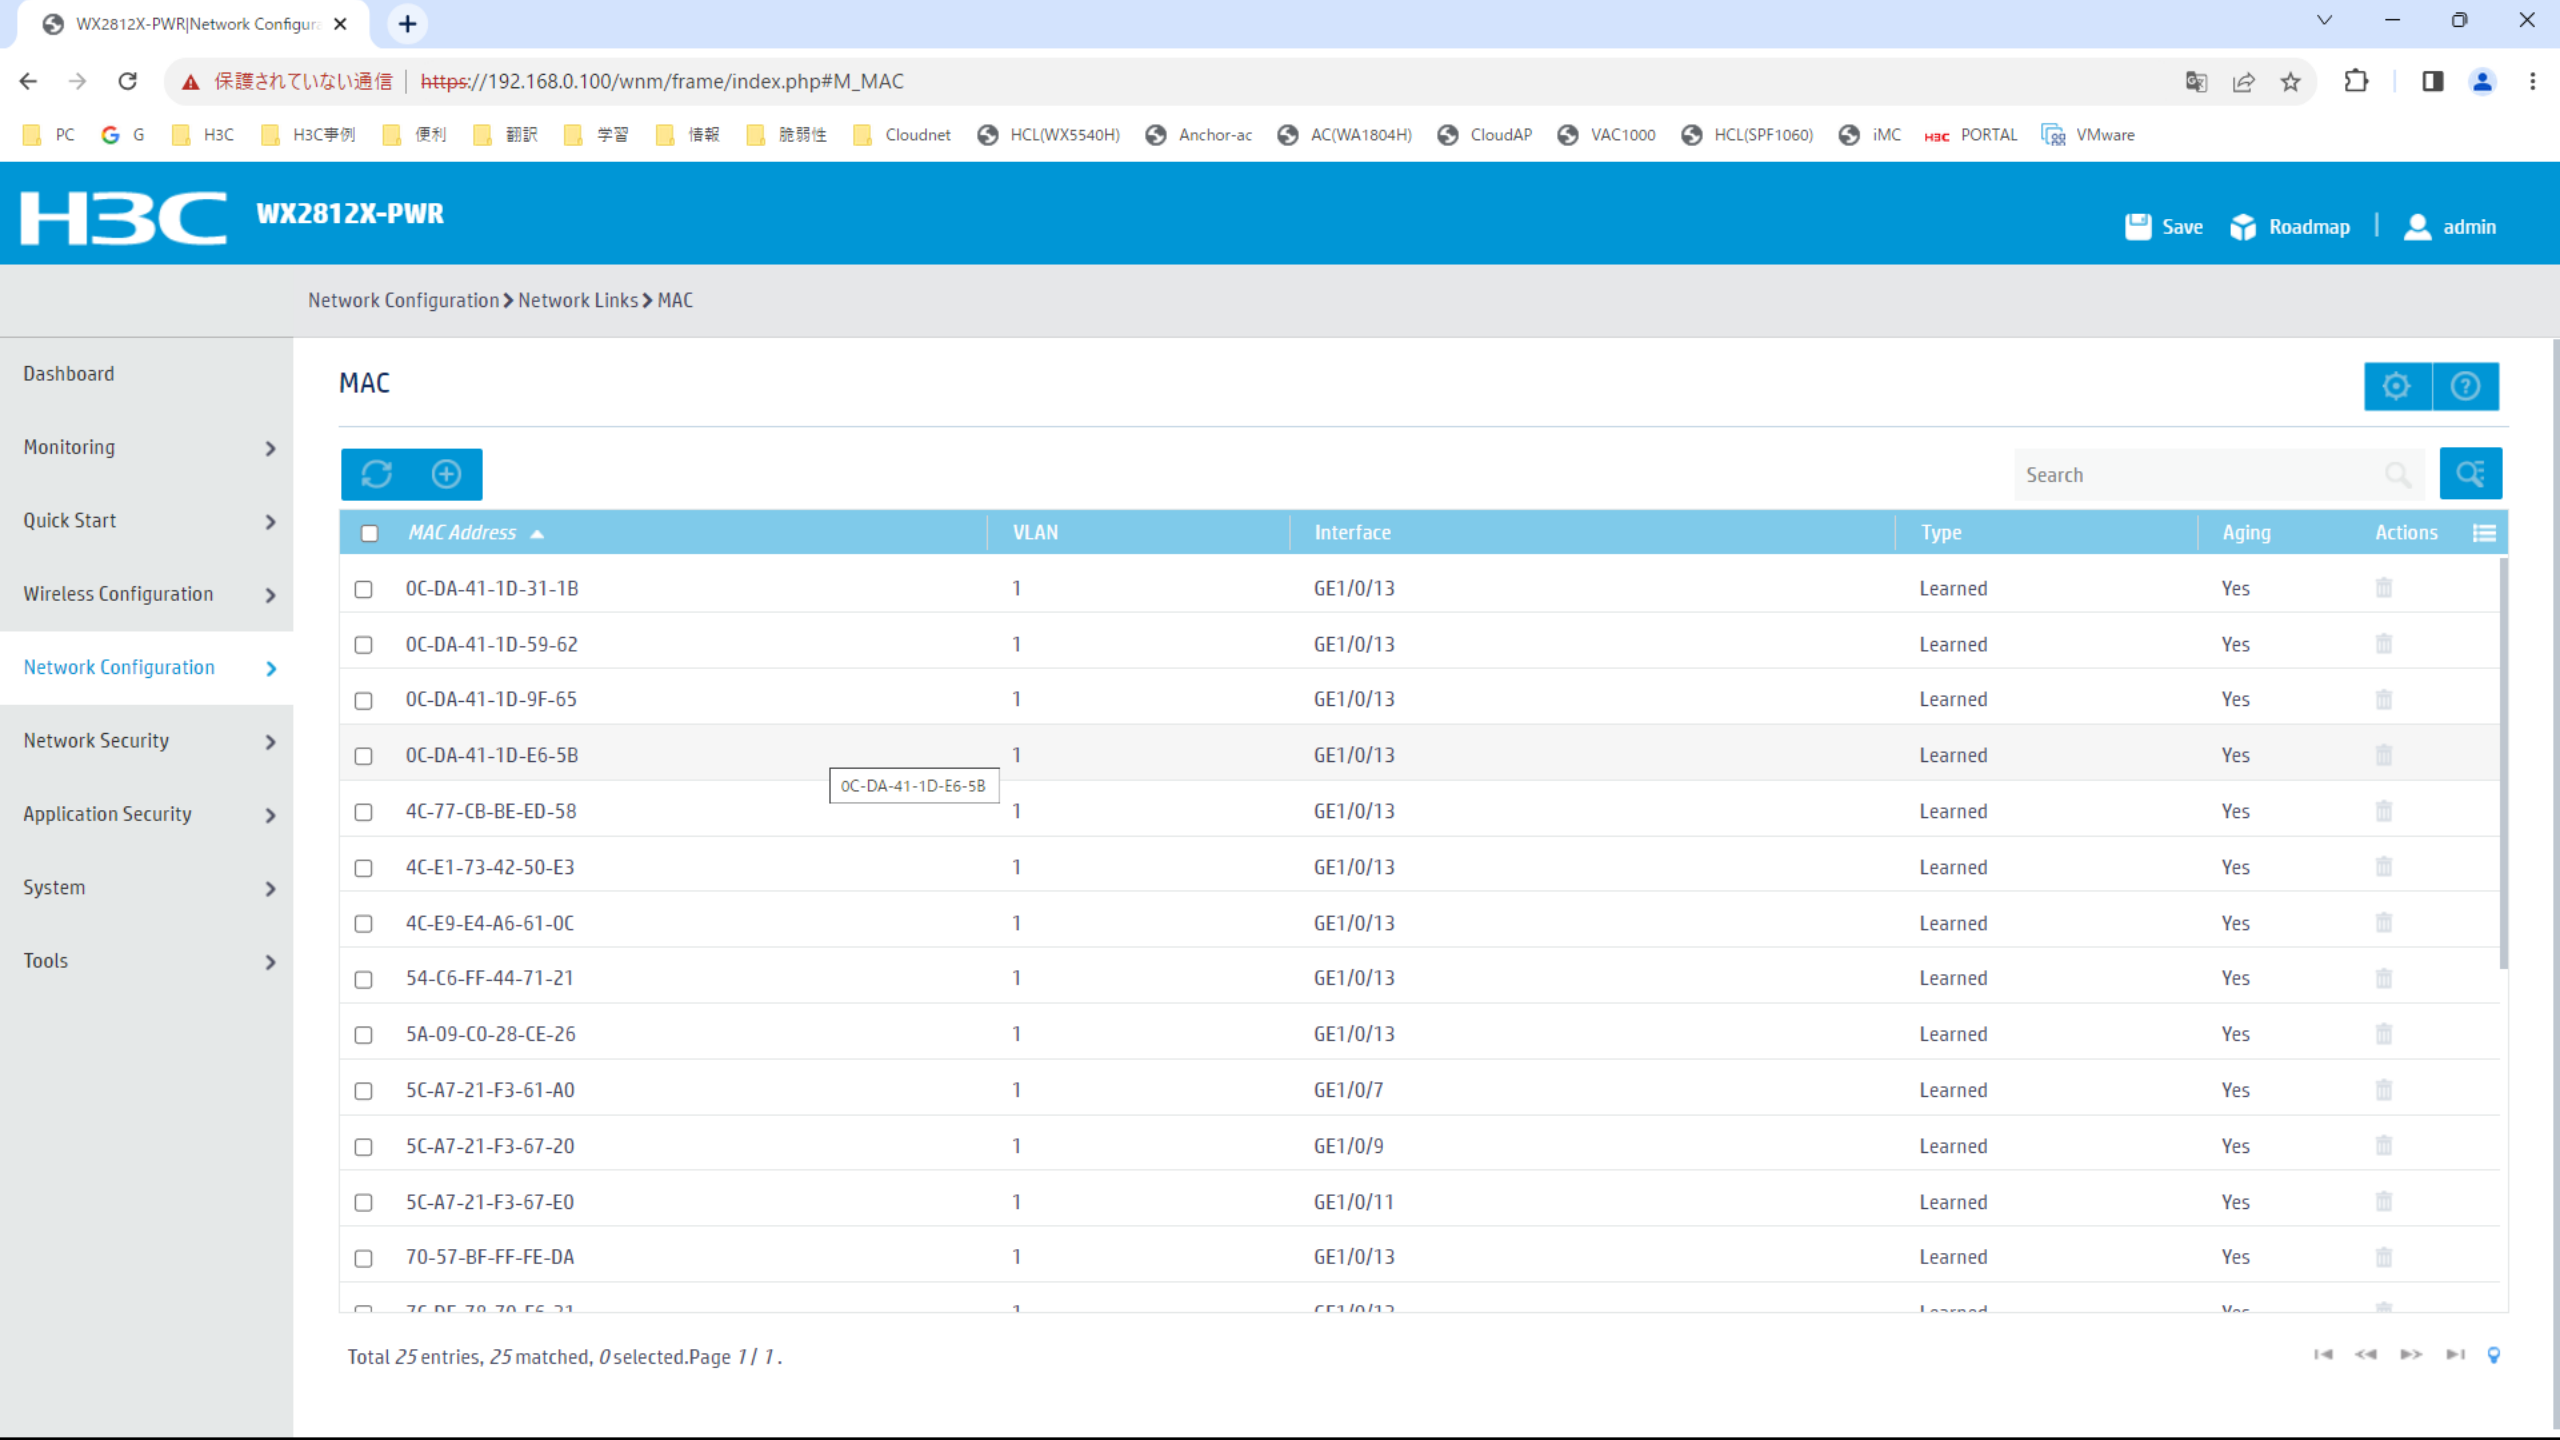 WX2812X-PWR|Network Configura
保護されていない通信 https://192.168.0.100/wnm/frame/index.php#M_MAC
PC G G H3C H3C事例 便利 翻訳 学習 情報 脆弱性 Cloudnet HCL(WX5540H) Anchor-ac AC(WA1804H) CloudAP VAC1000 HCL(SPF1060) iMC H3C PORTAL VMware
H3C WX2812X-PWR
Save Roadmap | admin
Network Configuration > Network Links > MAC
Dashboard
Monitoring
Quick Start
Wireless Configuration
Network Configuration
Network Security
Application Security
System
Tools
MAC
Search
MAC Address VLAN Interface Type Aging Actions
0C-DA-41-1D-31-1B 1 GE1/0/13 Learned Yes
0C-DA-41-1D-59-62 1 GE1/0/13 Learned Yes
0C-DA-41-1D-9F-65 1 GE1/0/13 Learned Yes
0C-DA-41-1D-E6-5B 1 GE1/0/13 Learned Yes
0C-DA-41-1D-E6-5B
4C-77-CB-BE-ED-58 1 GE1/0/13 Learned Yes
4C-E1-73-42-50-E3 1 GE1/0/13 Learned Yes
4C-E9-E4-A6-61-0C 1 GE1/0/13 Learned Yes
54-C6-FF-44-71-21 1 GE1/0/13 Learned Yes
5A-09-C0-28-CE-26 1 GE1/0/13 Learned Yes
5C-A7-21-F3-61-A0 1 GE1/0/7 Learned Yes
5C-A7-21-F3-67-20 1 GE1/0/9 Learned Yes
5C-A7-21-F3-67-E0 1 GE1/0/11 Learned Yes
70-57-BF-FF-FE-DA 1 GE1/0/13 Learned Yes
1 GE1/0/13 Learned Yes
Total 25 entries, 25 matched, 0 selected.Page 1 / 1 .